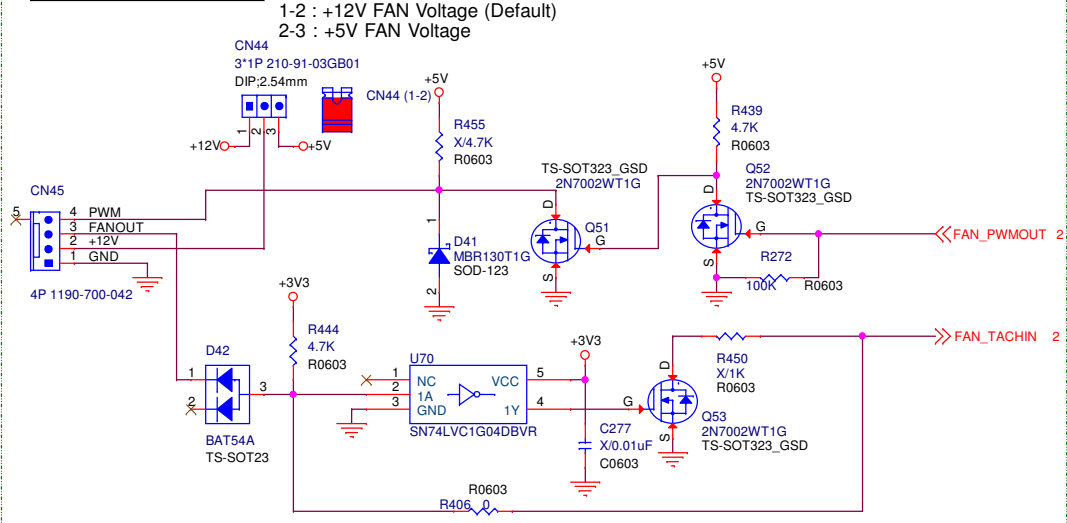 1-2 : +12V FAN Voltage (Default)
2-3 : +5V FAN Voltage
CN44
3*1P 210-91-03GB01
DIP;2.54mm
CN44 (1-2)
1
2
3
+12V
+5V
+5V
R455
X/4.7K
R0603
+5V
R439
4.7K
R0603
TS-SOT323_GSD
2N7002WT1G
Q51
D
G
S
Q52
2N7002WT1G
TS-SOT323_GSD
D
G
S
FAN_PWMOUT 2
R272
100K
R0603
CN45
5
4 PWM
3 FANOUT
2 +12V
1 GND
4P 1190-700-042
1
D41
MBR130T1G
SOD-123
2
+3V3
R444
4.7K
R0603
D42
1
2
3
BAT54A
TS-SOT23
U70
1 NC
2 1A
3 GND
VCC 5
1Y 4
SN74LVC1G04DBVR
+3V3
C277
X/0.01uF
C0603
D
G
S
Q53
2N7002WT1G
TS-SOT323_GSD
R450
X/1K
R0603
FAN_TACHIN 2
R0603
R406 0